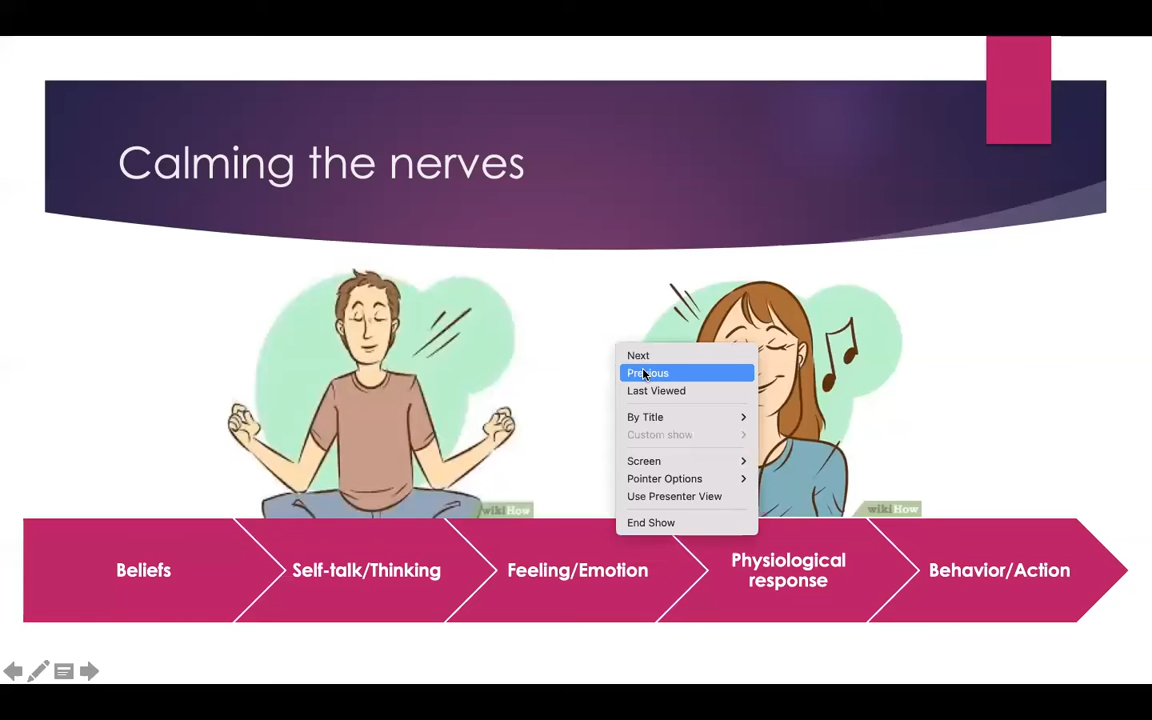 Calming the nerves
Next
Previous
Last Viewed
By Title
Custom show
Screen
Pointer Options
Use Presenter View
End Show
wikiHow
wikiHow
Beliefs
Self-talk/Thinking
Feeling/Emotion
Physiological
response
Behavior/Action